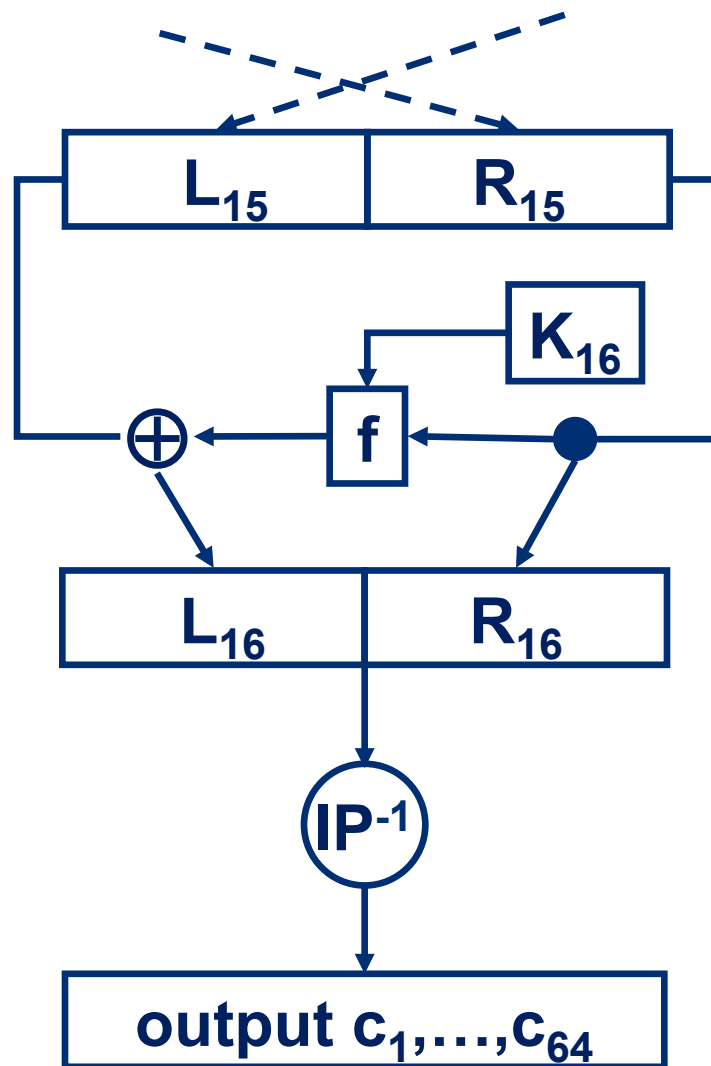 L₁₅ R₁₅
K₁₆
f
L₁₆ R₁₆
IP⁻¹
output c₁,…,c₆₄